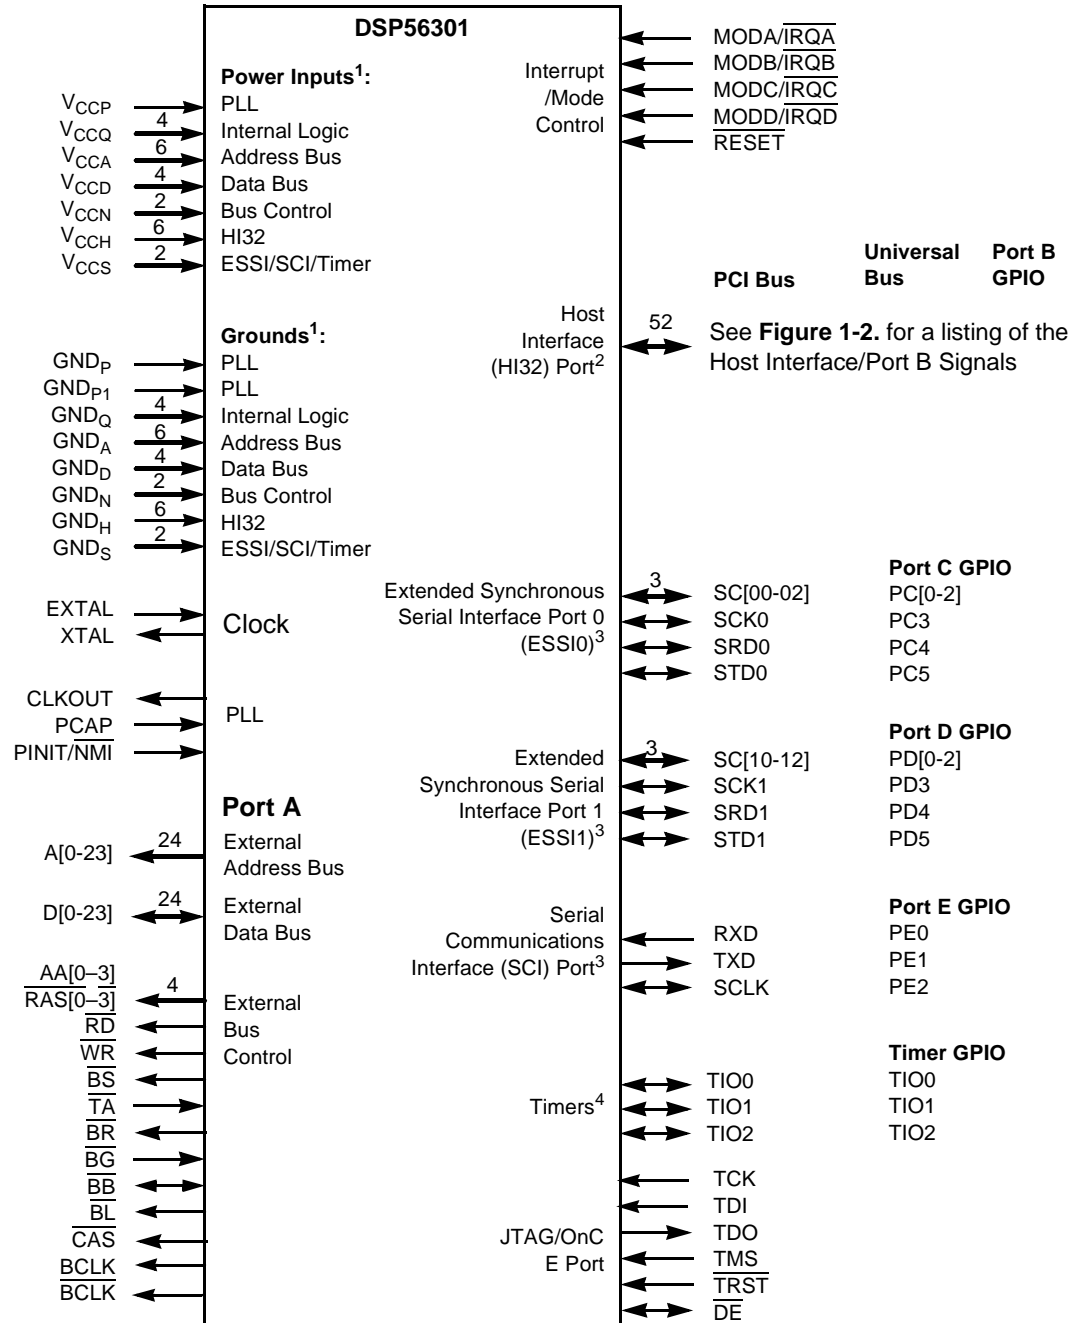 DSP56301
Power Inputs1:
VCCP PLL
VCCQ 4 Internal Logic
VCCA 6 Address Bus
VCCD 4 Data Bus
VCCN 2 Bus Control
VCCH 6 HI32
VCCS 2 ESSI/SCI/Timer
Grounds1:
GNDP PLL
GNDP1 PLL
GNDQ 4 Internal Logic
GNDA 6 Address Bus
GNDD 4 Data Bus
GNDN 2 Bus Control
GNDH 6 HI32
GNDS 2 ESSI/SCI/Timer
EXTAL
XTAL
Clock
CLKOUT
PCAP
PINIT/NMI
PLL
Port A
A[0-23] 24 External
Address Bus
D[0-23] 24 External
Data Bus
AA[0–3]
RAS[0–3] 4
RD
WR
BS
TA
BR
BG
BB
BL
CAS
BCLK
BCLK
External
Bus
Control
Interrupt
/Mode
Control
MODA/IRQA
MODB/IRQB
MODC/IRQC
MODD/IRQD
RESET
PCI Bus
Universal
Bus
Port B
GPIO
Host
Interface
(HI32) Port2
52
See Figure 1-2. for a listing of the
Host Interface/Port B Signals
Extended Synchronous
Serial Interface Port 0
(ESSI0)3
Port C GPIO
3 SC[00-02] PC[0-2]
SCK0 PC3
SRD0 PC4
STD0 PC5
Extended
Synchronous Serial
Interface Port 1
(ESSI1)3
Port D GPIO
3 SC[10-12] PD[0-2]
SCK1 PD3
SRD1 PD4
STD1 PD5
Serial
Communications
Interface (SCI) Port3
Port E GPIO
RXD PE0
TXD PE1
SCLK PE2
Timers4
Timer GPIO
TIO0 TIO0
TIO1 TIO1
TIO2 TIO2
JTAG/OnC
E Port
TCK
TDI
TDO
TMS
TRST
DE